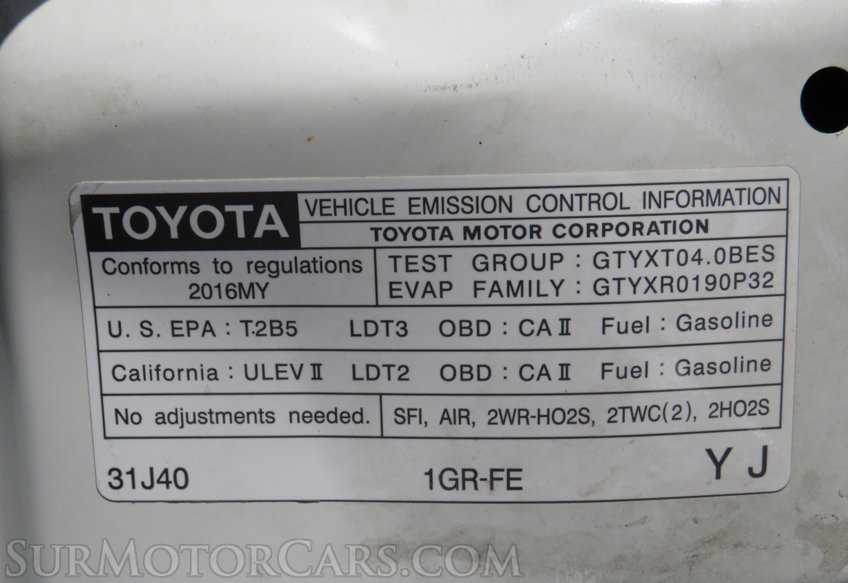 TOYOTA
VEHICLE EMISSION CONTROL INFORMATION
TOYOTA MOTOR CORPORATION
Conforms to regulations
2016MY
TEST GROUP : GTYXT04.0BES
EVAP FAMILY : GTYXR0190P32
U. S. EPA : T2B5 LDT3 OBD : CA II Fuel : Gasoline
California : ULEV II LDT2 OBD : CA II Fuel : Gasoline
No adjustments needed.
SFI, AIR, 2WR-HO2S, 2TWC(2), 2HO2S
31J40 1GR-FE Y J
SURMOTORCARS.COM